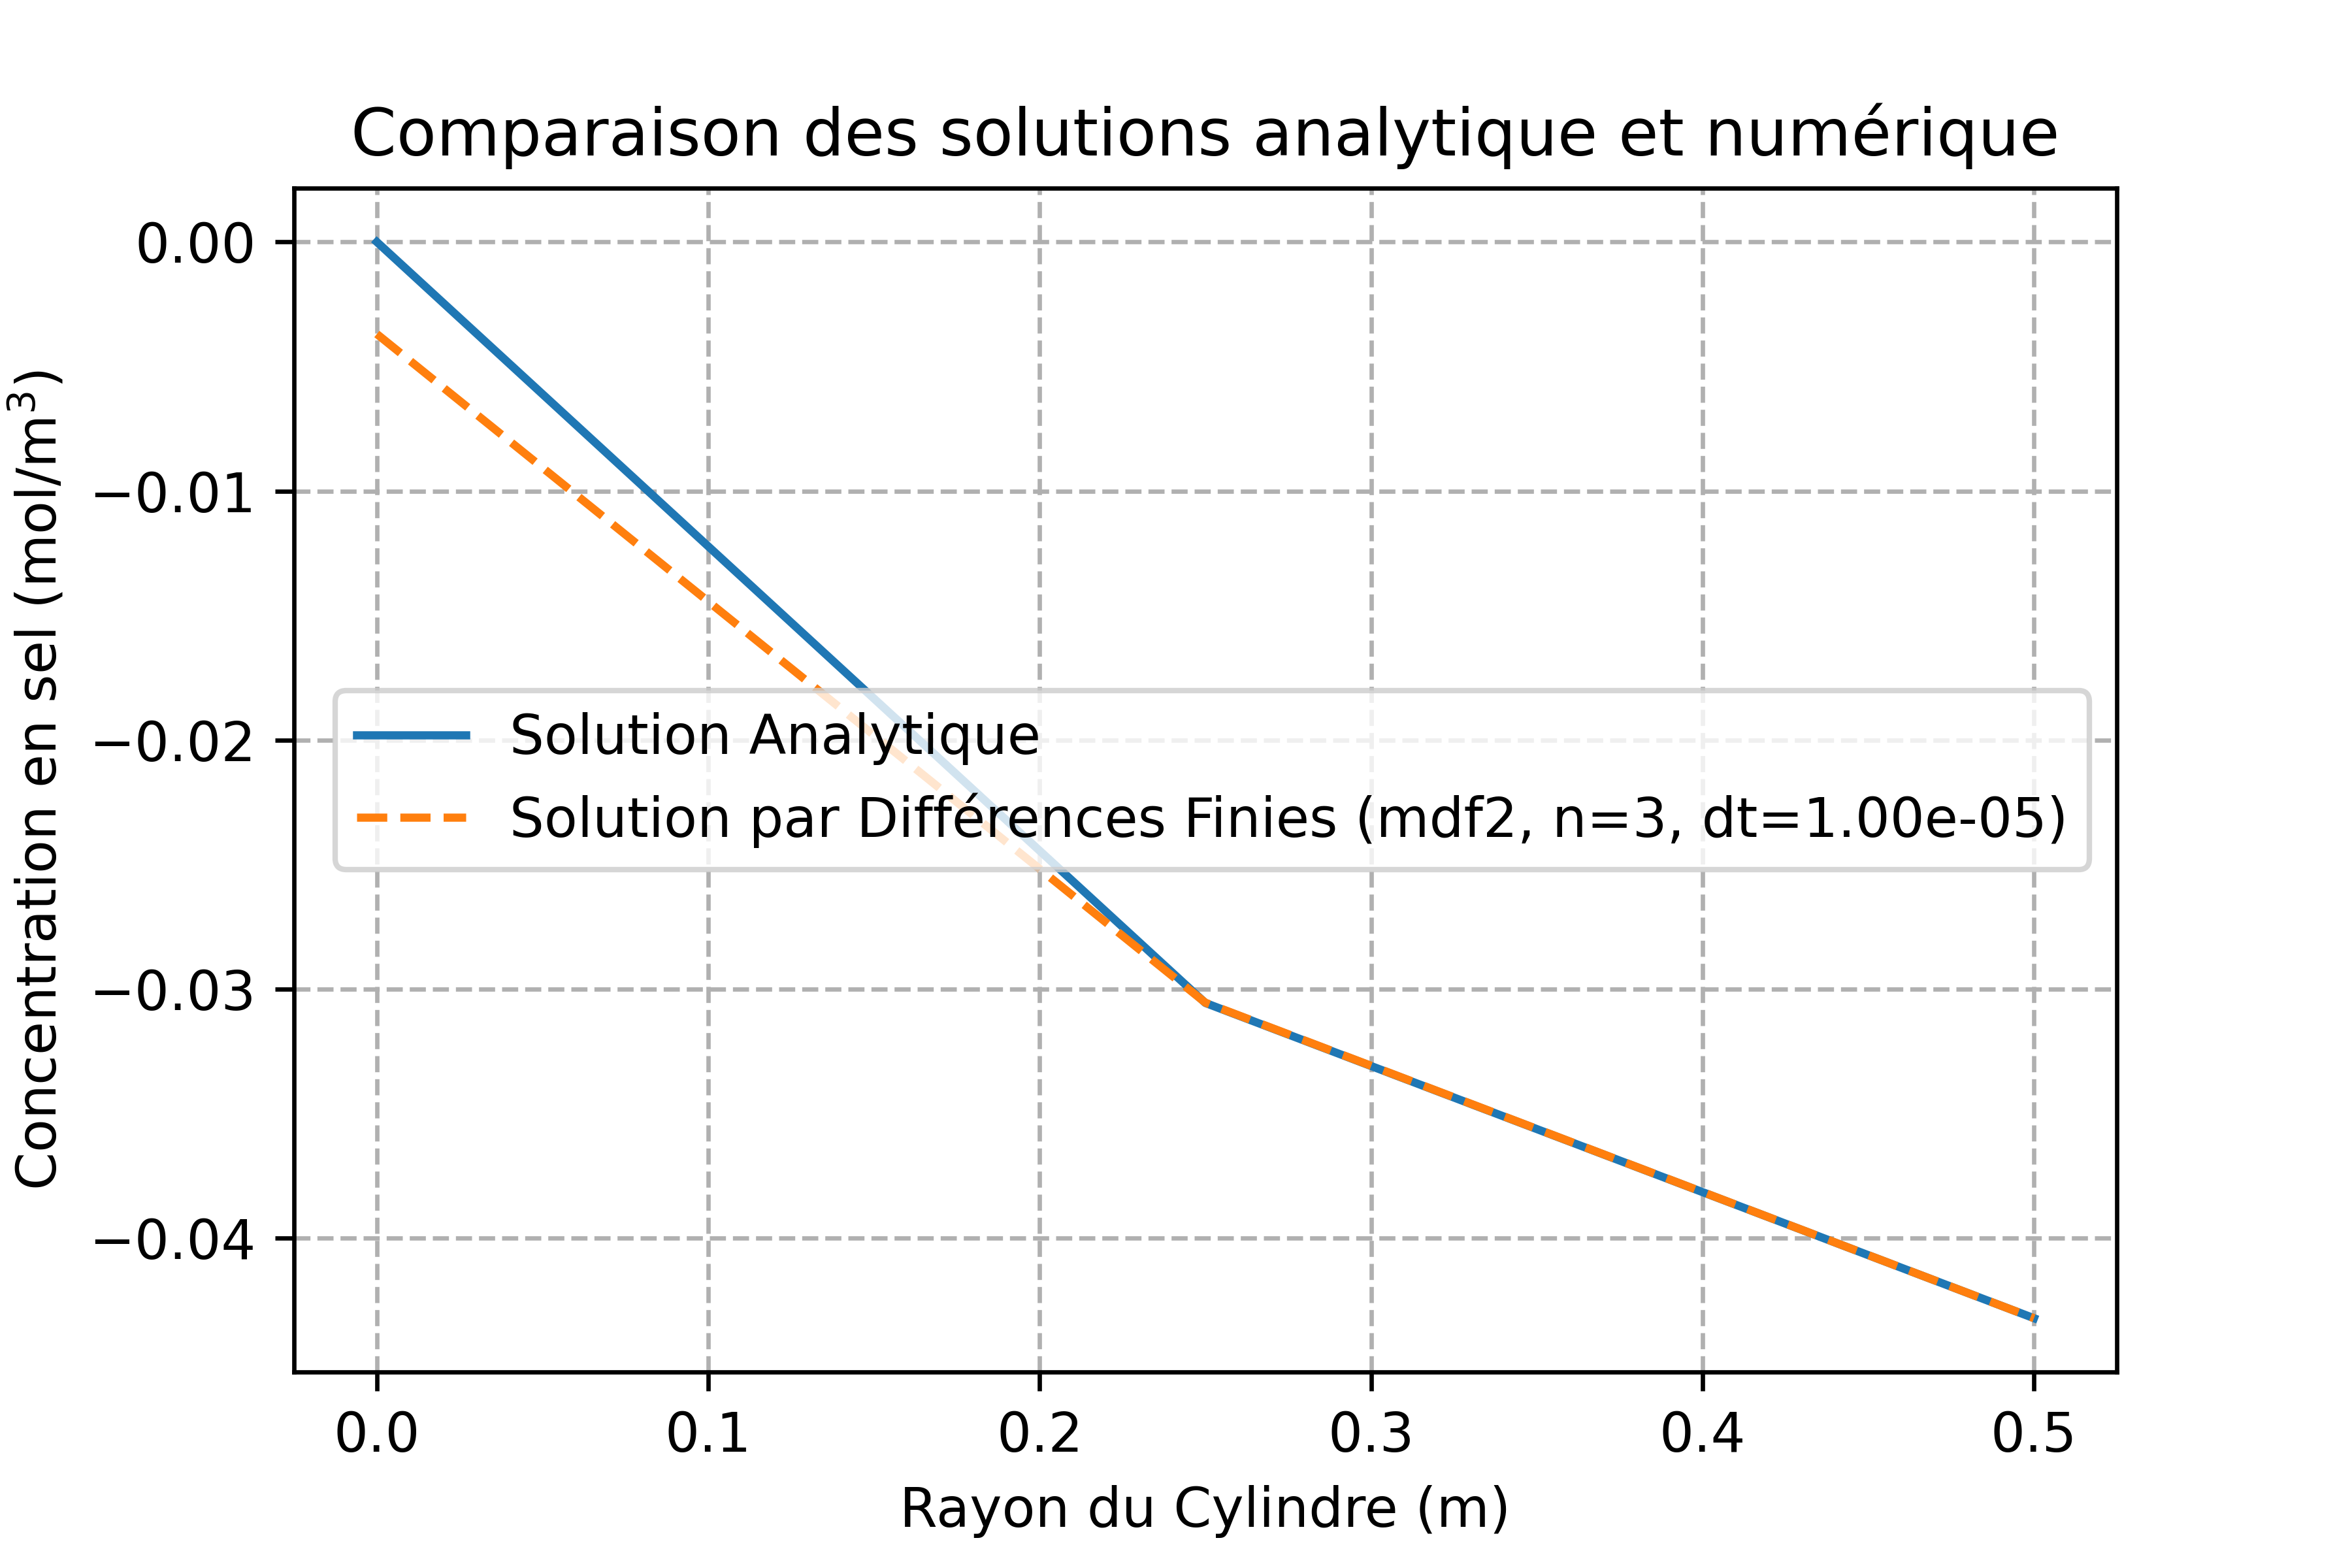 Comparaison des solutions analytique et numérique
0.00
−0.01
−0.02
−0.03
−0.04
Concentration en sel (mol/m³)
Solution Analytique
Solution par Différences Finies (mdf2, n=3, dt=1.00e-05)
0.0 0.1 0.2 0.3 0.4 0.5
Rayon du Cylindre (m)